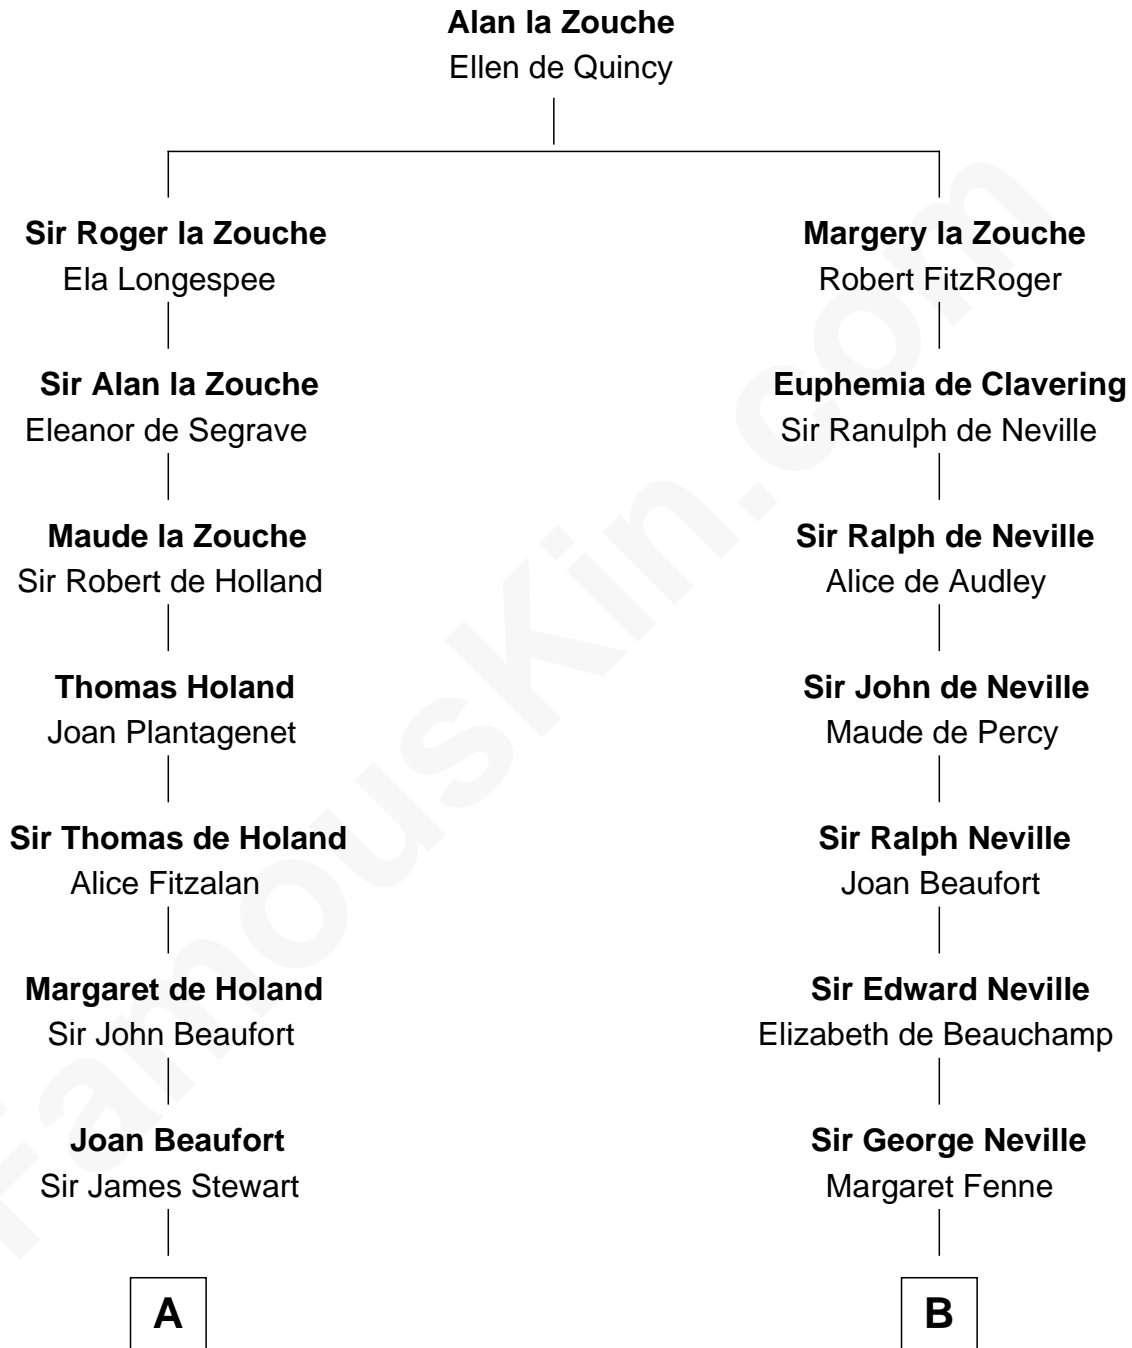 Alan la Zouche
Ellen de Quincy
Sir Roger la Zouche
Ela Longespee
Margery la Zouche
Robert FitzRoger
Sir Alan la Zouche
Eleanor de Segrave
Euphemia de Clavering
Sir Ranulph de Neville
Maude la Zouche
Sir Robert de Holland
Sir Ralph de Neville
Alice de Audley
Thomas Holand
Joan Plantagenet
Sir John de Neville
Maude de Percy
Sir Thomas de Holand
Alice Fitzalan
Sir Ralph Neville
Joan Beaufort
Margaret de Holand
Sir John Beaufort
Sir Edward Neville
Elizabeth de Beauchamp
Joan Beaufort
Sir James Stewart
Sir George Neville
Margaret Fenne
A
B
FamousKin.com